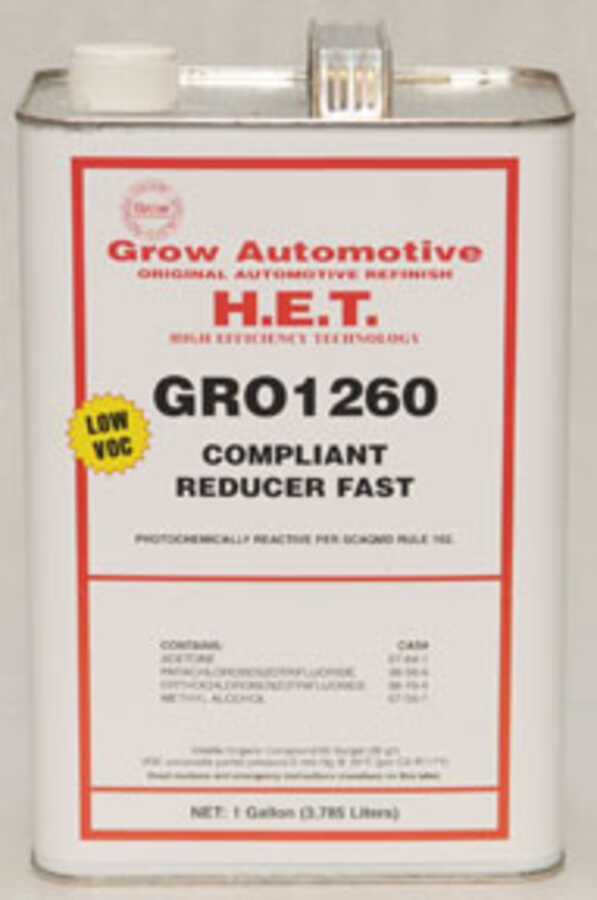 Grow
Grow Automotive
ORIGINAL AUTOMOTIVE REFINISH
H.E.T.
HIGH EFFICIENCY TECHNOLOGY
GRO1260
LOW
VOC
COMPLIANT
REDUCER FAST
PHOTOCHEMICALLY REACTIVE PER SCAQMD RULE 102.
CONTAINS: CAS#
ACETONE 67-64-1
PARACHLOROBENZOTRIFLUORIDE 98-56-6
METHYL ALCOHOL 67-56-1
NET: 1 Gallon (3.785 Liters)